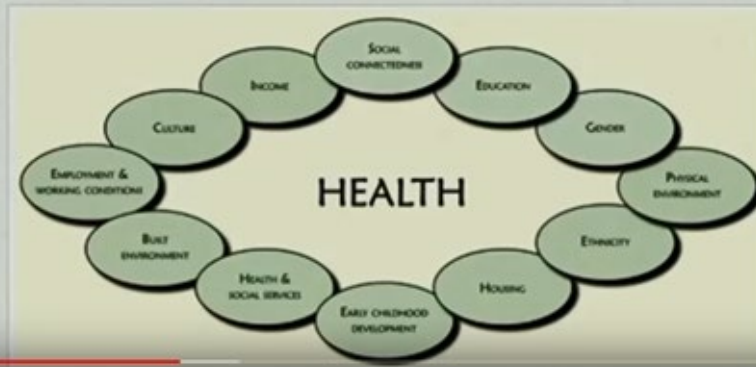 SOCIAL
CONNECTEDNESS
INCOME
EDUCATION
CULTURE
GENDER
EMPLOYMENT &
WORKING CONDITIONS
HEALTH
PHYSICAL
ENVIRONMENT
BUILT
ENVIRONMENT
ETHNICITY
HEALTH &
SOCIAL SERVICES
HOUSING
EARLY CHILDHOOD
DEVELOPMENT